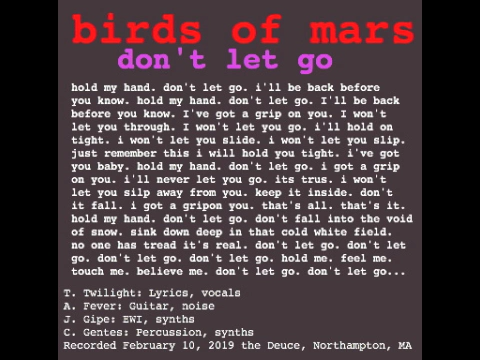 birds of mars
don't let go
hold my hand. don't let go. i'll be back before
you know. hold my hand. don't let go. I'll be back
before you know. I've got a grip on you. I won't
let you through. I won't let you go. i'll hold on
tight. i won't let you slide. i won't let you slip.
just remember this i will hold you tight. i've got
you baby. hold my hand. don't let go. i got a grip
on you. i'll never let you go. its trus. i won't
let you silp away from you. keep it inside. don't
it fall. i got a gripon you. that's all. that's it.
hold my hand. don't let go. don't fall into the void
of snow. sink down deep in that cold white field.
no one has tread it's real. don't let go. don't let
go. don't let go. don't let go. hold me. feel me.
touch me. believe me. don't let go. don't let go...
T. Twilight: Lyrics, vocals
A. Fever: Guitar, noise
J. Gipe: EWI, synths
C. Gentes: Percussion, synths
Recorded February 10, 2019 the Deuce, Northampton, MA